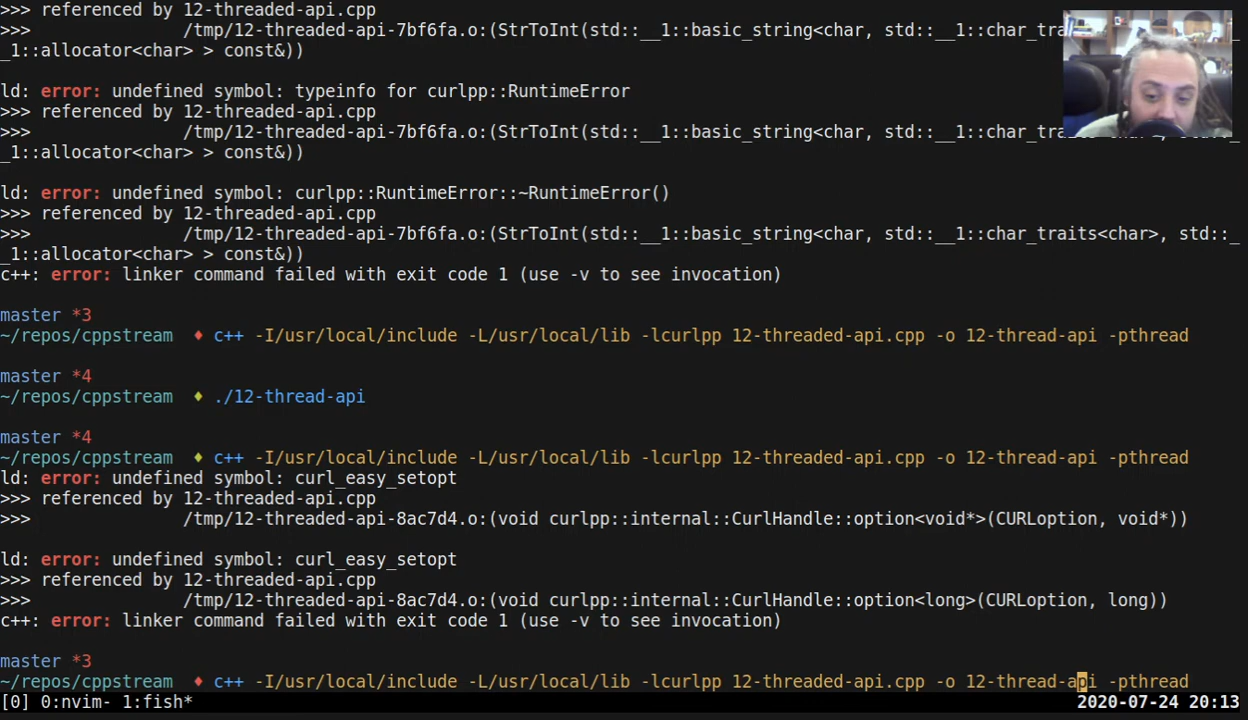 >>> referenced by 12-threaded-api.cpp
>>>               /tmp/12-threaded-api-7bf6fa.o:(StrToInt(std::__1::basic_string<char, std::__1::char_
_1::allocator<char> > const&))
ld: error: undefined symbol: typeinfo for curlpp::RuntimeError
>>> referenced by 12-threaded-api.cpp
>>>               /tmp/12-threaded-api-7bf6fa.o:(StrToInt(std::__1::basic_string<char, std::__1::char_
_1::allocator<char> > const&))
ld: error: undefined symbol: curlpp::RuntimeError::~RuntimeError()
>>> referenced by 12-threaded-api.cpp
>>>               /tmp/12-threaded-api-7bf6fa.o:(StrToInt(std::__1::basic_string<char, std::__1::char_traits<char>, std::_
_1::allocator<char> > const&))
c++: error: linker command failed with exit code 1 (use -v to see invocation)
master *3
~/repos/cppstream ♦ c++ -I/usr/local/include -L/usr/local/lib -lcurlpp 12-threaded-api.cpp -o 12-thread-api -pthread
master *4
~/repos/cppstream ♦ ./12-thread-api
master *4
~/repos/cppstream ♦ c++ -I/usr/local/include -L/usr/local/lib -lcurlpp 12-threaded-api.cpp -o 12-thread-api -pthread
ld: error: undefined symbol: curl_easy_setopt
>>> referenced by 12-threaded-api.cpp
>>>               /tmp/12-threaded-api-8ac7d4.o:(void curlpp::internal::CurlHandle::option<void*>(CURLoption, void*))
ld: error: undefined symbol: curl_easy_setopt
>>> referenced by 12-threaded-api.cpp
>>>               /tmp/12-threaded-api-8ac7d4.o:(void curlpp::internal::CurlHandle::option<long>(CURLoption, long))
c++: error: linker command failed with exit code 1 (use -v to see invocation)
master *3
~/repos/cppstream ♦ c++ -I/usr/local/include -L/usr/local/lib -lcurlpp 12-threaded-api.cpp -o 12-thread-api -pthread
[0] 0:nvim- 1:fish* 2020-07-24 20:13